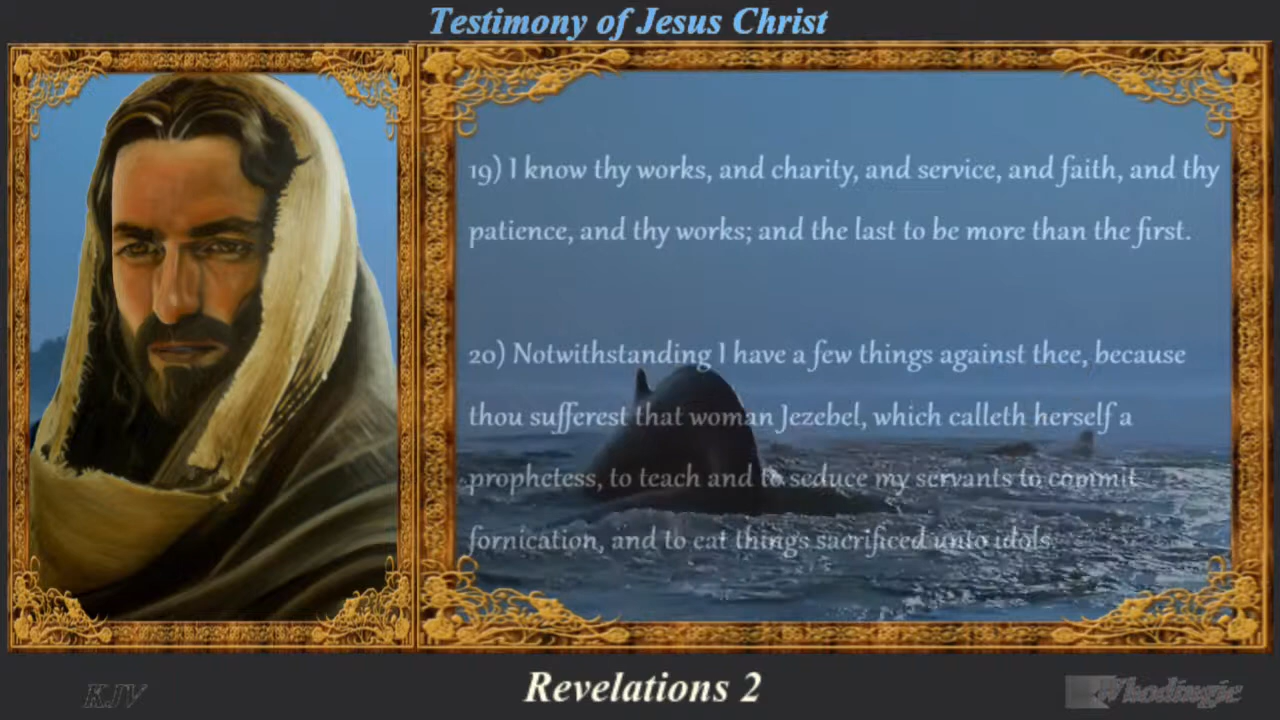 Testimony of Jesus Christ
19) I know thy works, and charity, and service, and faith, and thy
patience, and thy works; and the last to be more than the first.
20) Notwithstanding I have a few things against thee, because
thou sufferest that woman Jezebel, which calleth herself a
prophetess, to teach and to seduce my servants to commit
fornication, and to eat things sacrificed unto idols.
Revelations 2
KJV